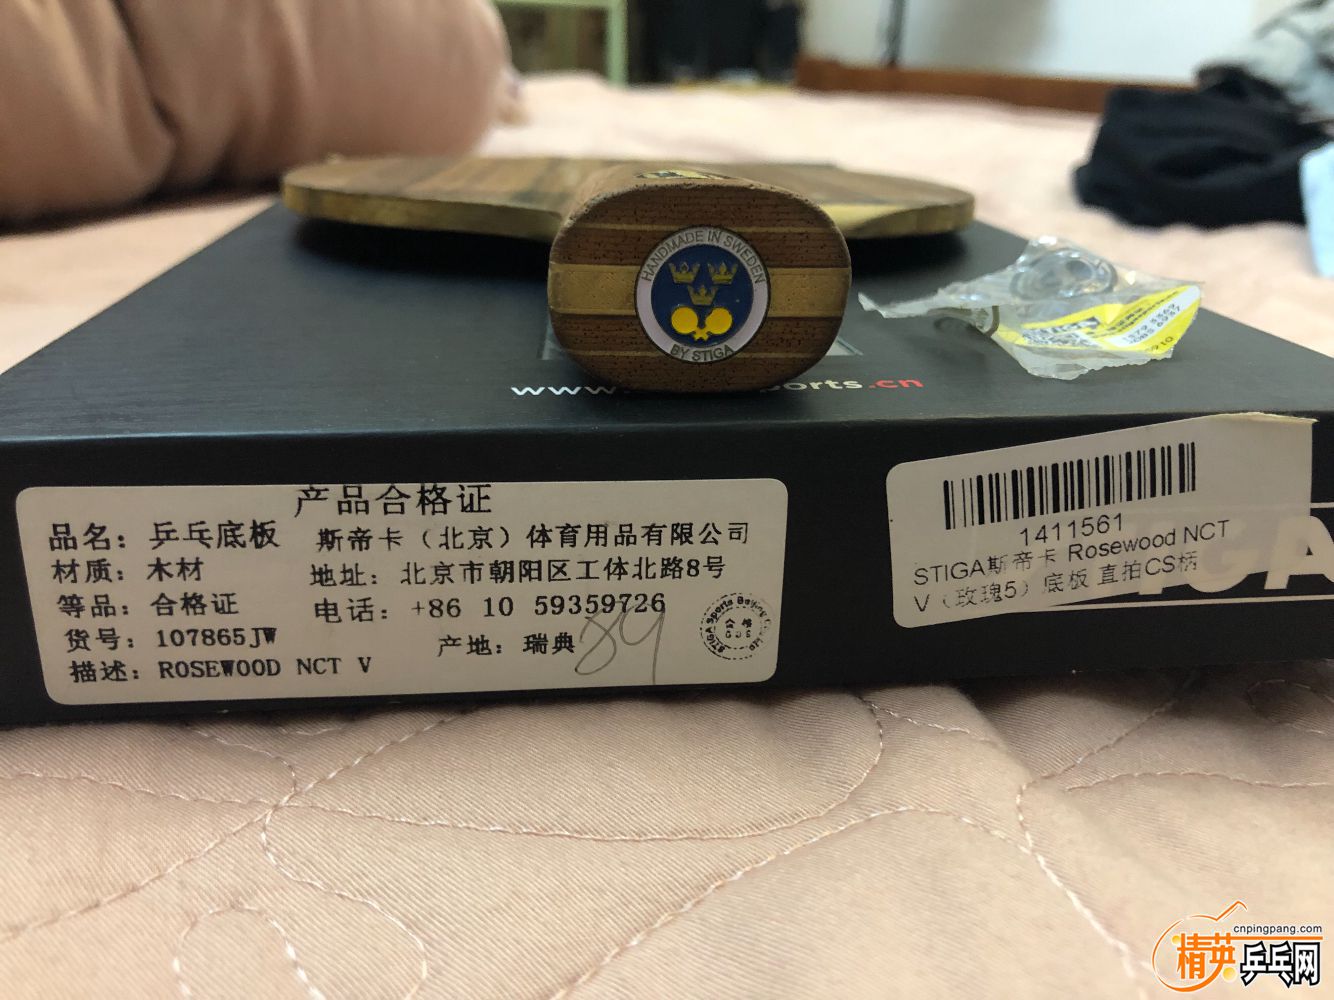 HANDMADE IN SWEDEN
BY STIGA
www.
ports.cn
产品合格证
品名：乒乓底板 斯帝卡（北京）体育用品有限公司
材质：木材 地址：北京市朝阳区工体北路8号
等品：合格证 电话：+86 10 59359726
货号：107865JW 产地：瑞典
描述：ROSEWOOD NCT V
89
STIGA Sports Beijing Co. Ltd
1411561
STIGA斯帝卡 Rosewood NCT
V（玫瑰5）底板 直拍CS柄
cnpingpang.com
精英乒乓网